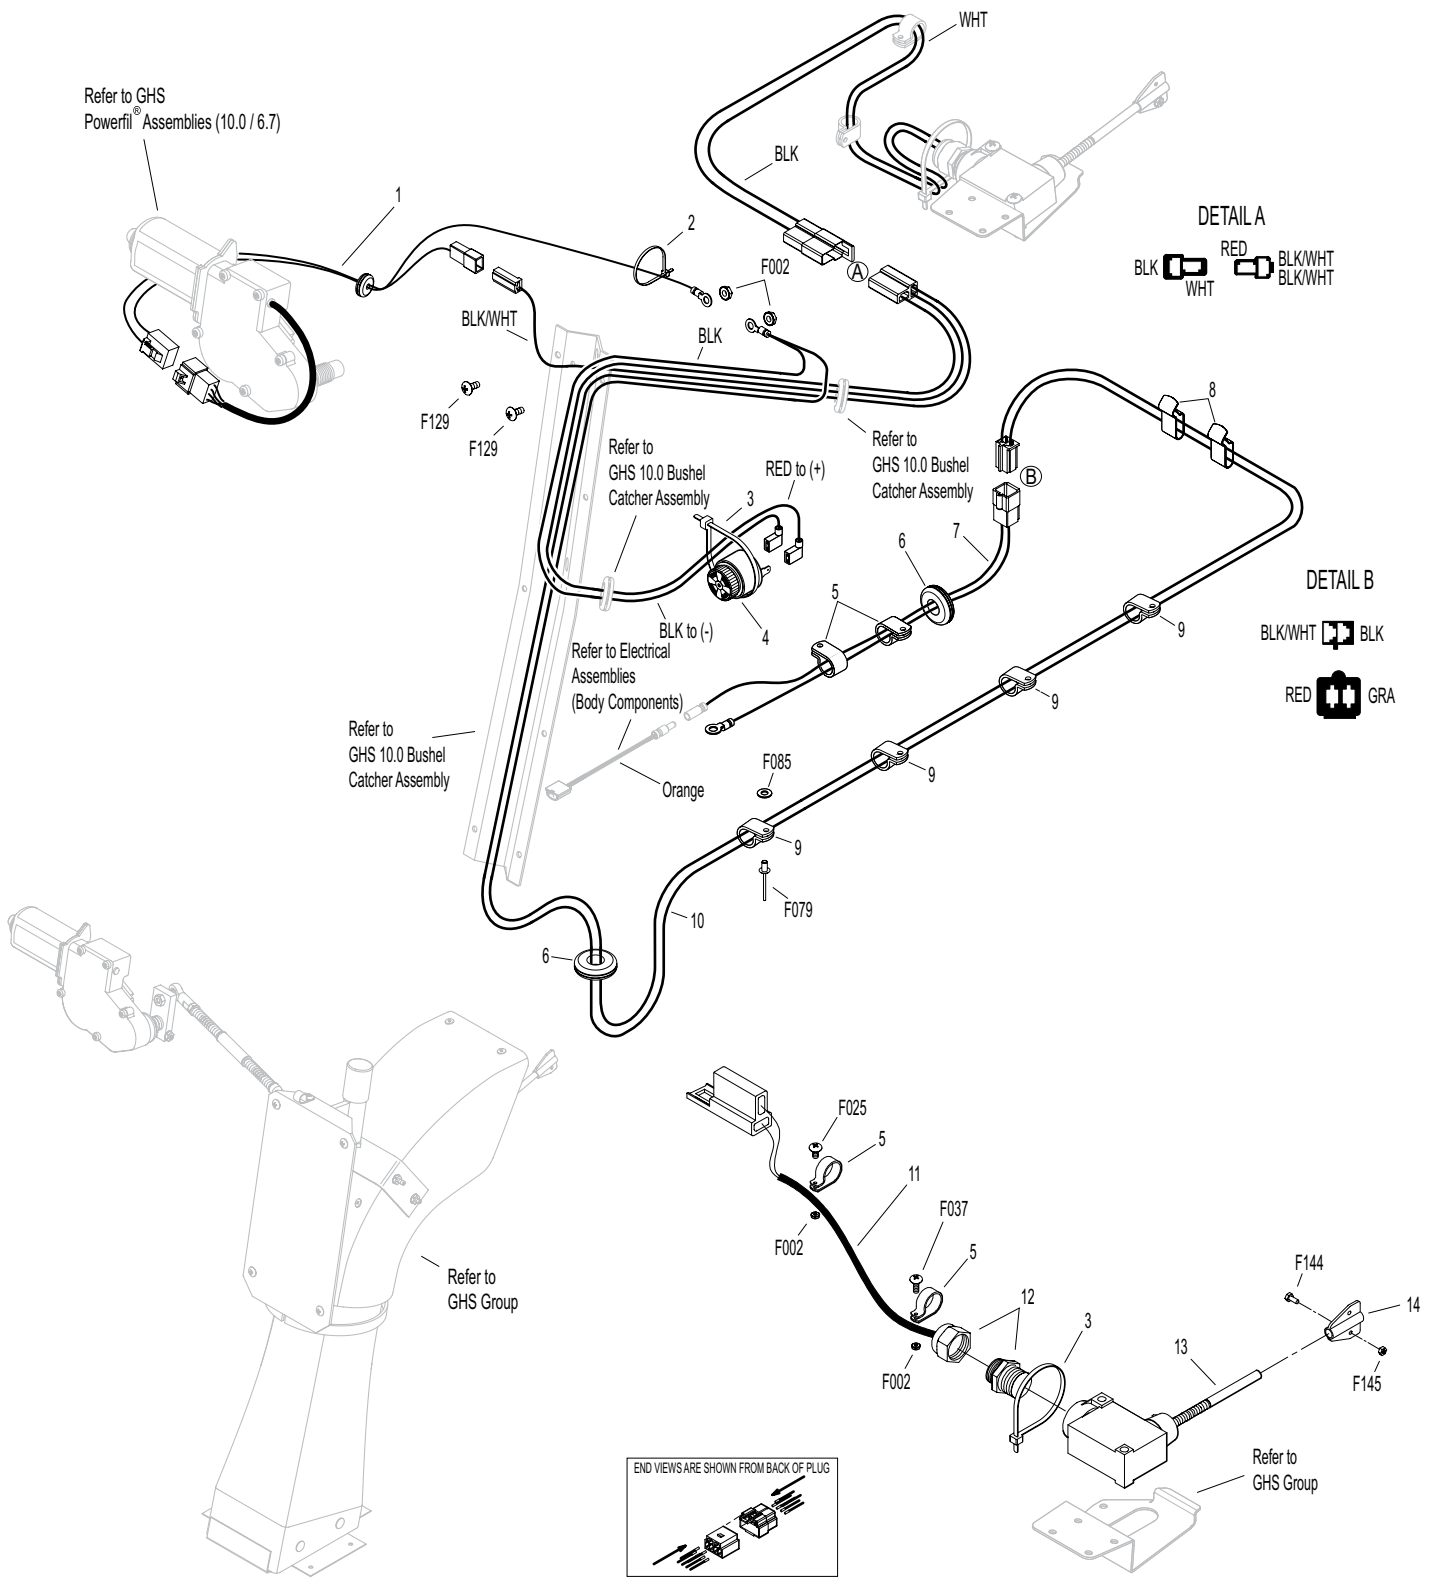 WHT
Refer to GHS
Powerfil® Assemblies (10.0 / 6.7)
BLK
1
2
F002
A
DETAIL A
BLK
WHT
RED
BLK/WHT
BLK/WHT
BLK/WHT
BLK
F129
F129
Refer to
GHS 10.0 Bushel
Catcher Assembly
RED to (+)
3
Refer to
GHS 10.0 Bushel
Catcher Assembly
8
B
7
6
5
4
BLK to (-)
DETAIL B
BLK/WHT
BLK
RED
GRA
9
9
9
9
Refer to Electrical
Assemblies
(Body Components)
Refer to
GHS 10.0 Bushel
Catcher Assembly
Orange
F085
F079
10
6
F025
5
11
F002
F037
5
12
F002
3
F144
14
13
F145
Refer to
GHS Group
Refer to
GHS Group
END VIEWS ARE SHOWN FROM BACK OF PLUG